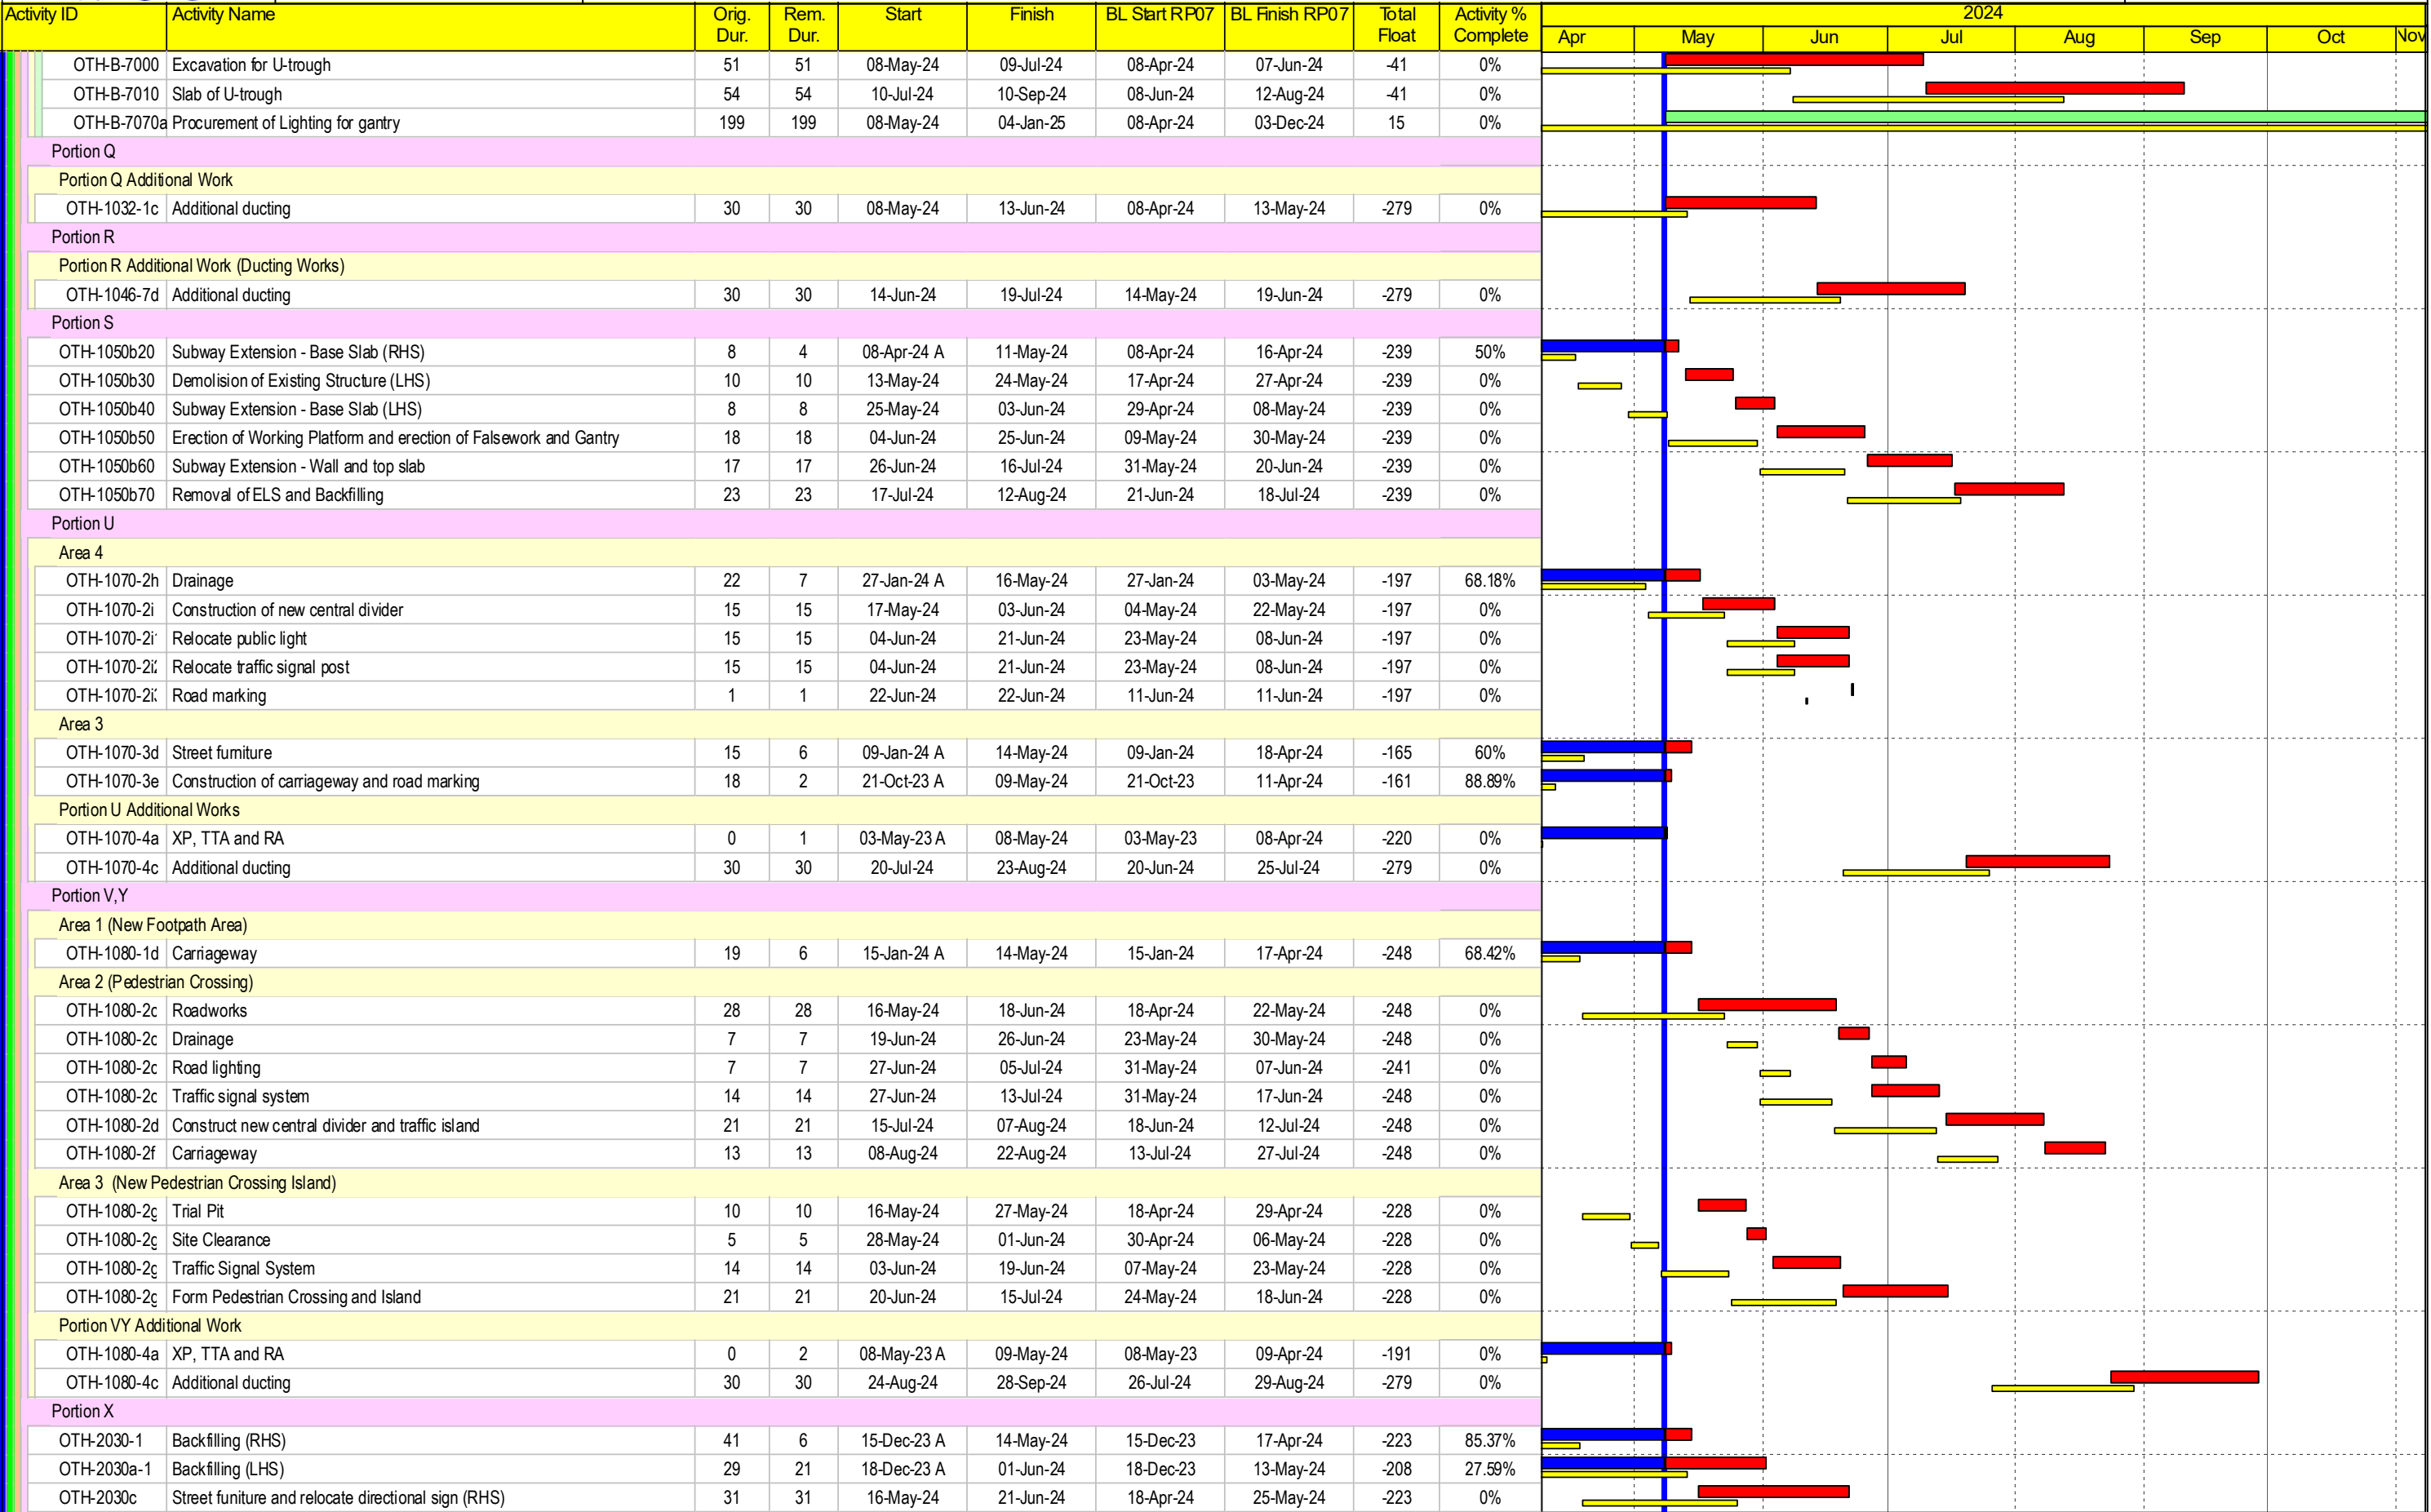 Activity ID Activity Name Orig. Dur. Rem. Dur. Start Finish BL Start RP07 BL Finish RP07 Total Float Activity % Complete 2024
Apr May Jun Jul Aug Sep Oct Nov
OTH-B-7000 Excavation for U-trough 51 51 08-May-24 09-Jul-24 08-Apr-24 07-Jun-24 -41 0%
OTH-B-7010 Slab of U-trough 54 54 10-Jul-24 10-Sep-24 08-Jun-24 12-Aug-24 -41 0%
OTH-B-7070a Procurement of Lighting for gantry 199 199 08-May-24 04-Jan-25 08-Apr-24 03-Dec-24 15 0%
Portion Q
Portion Q Additional Work
OTH-1032-1c Additional ducting 30 30 08-May-24 13-Jun-24 08-Apr-24 13-May-24 -279 0%
Portion R
Portion R Additional Work (Ducting Works)
OTH-1046-7d Additional ducting 30 30 14-Jun-24 19-Jul-24 14-May-24 19-Jun-24 -279 0%
Portion S
OTH-1050b20 Subway Extension - Base Slab (RHS) 8 4 08-Apr-24 A 11-May-24 08-Apr-24 16-Apr-24 -239 50%
OTH-1050b30 Demolision of Existing Structure (LHS) 10 10 13-May-24 24-May-24 17-Apr-24 27-Apr-24 -239 0%
OTH-1050b40 Subway Extension - Base Slab (LHS) 8 8 25-May-24 03-Jun-24 29-Apr-24 08-May-24 -239 0%
OTH-1050b50 Erection of Working Platform and erection of Falsework and Gantry 18 18 04-Jun-24 25-Jun-24 09-May-24 30-May-24 -239 0%
OTH-1050b60 Subway Extension - Wall and top slab 17 17 26-Jun-24 16-Jul-24 31-May-24 20-Jun-24 -239 0%
OTH-1050b70 Removal of ELS and Backfilling 23 23 17-Jul-24 12-Aug-24 21-Jun-24 18-Jul-24 -239 0%
Portion U
Area 4
OTH-1070-2h Drainage 22 7 27-Jan-24 A 16-May-24 27-Jan-24 03-May-24 -197 68.18%
OTH-1070-2i Construction of new central divider 15 15 17-May-24 03-Jun-24 04-May-24 22-May-24 -197 0%
OTH-1070-2i Relocate public light 15 15 04-Jun-24 21-Jun-24 23-May-24 08-Jun-24 -197 0%
OTH-1070-2i2 Relocate traffic signal post 15 15 04-Jun-24 21-Jun-24 23-May-24 08-Jun-24 -197 0%
OTH-1070-2i Road marking 1 1 22-Jun-24 22-Jun-24 11-Jun-24 11-Jun-24 -197 0%
Area 3
OTH-1070-3d Street furniture 15 6 09-Jan-24 A 14-May-24 09-Jan-24 18-Apr-24 -165 60%
OTH-1070-3e Construction of carriageway and road marking 18 2 21-Oct-23 A 09-May-24 21-Oct-23 11-Apr-24 -161 88.89%
Portion U Additional Works
OTH-1070-4a XP, TTA and RA 0 1 03-May-23 A 08-May-24 03-May-23 08-Apr-24 -220 0%
OTH-1070-4c Additional ducting 30 30 20-Jul-24 23-Aug-24 20-Jun-24 25-Jul-24 -279 0%
Portion V,Y
Area 1 (New Footpath Area)
OTH-1080-1d Carriageway 19 6 15-Jan-24 A 14-May-24 15-Jan-24 17-Apr-24 -248 68.42%
Area 2 (Pedestrian Crossing)
OTH-1080-2c Roadworks 28 28 16-May-24 18-Jun-24 18-Apr-24 22-May-24 -248 0%
OTH-1080-2c Drainage 7 7 19-Jun-24 26-Jun-24 23-May-24 30-May-24 -248 0%
OTH-1080-2c Road lighting 7 7 27-Jun-24 05-Jul-24 31-May-24 07-Jun-24 -241 0%
OTH-1080-2c Traffic signal system 14 14 27-Jun-24 13-Jul-24 31-May-24 17-Jun-24 -248 0%
OTH-1080-2d Construct new central divider and traffic island 21 21 15-Jul-24 07-Aug-24 18-Jun-24 12-Jul-24 -248 0%
OTH-1080-2f Carriageway 13 13 08-Aug-24 22-Aug-24 13-Jul-24 27-Jul-24 -248 0%
Area 3 (New Pedestrian Crossing Island)
OTH-1080-2g Trial Pit 10 10 16-May-24 27-May-24 18-Apr-24 29-Apr-24 -228 0%
OTH-1080-2g Site Clearance 5 5 28-May-24 01-Jun-24 30-Apr-24 06-May-24 -228 0%
OTH-1080-2g Traffic Signal System 14 14 03-Jun-24 19-Jun-24 07-May-24 23-May-24 -228 0%
OTH-1080-2g Form Pedestrian Crossing and Island 21 21 20-Jun-24 15-Jul-24 24-May-24 18-Jun-24 -228 0%
Portion VY Additional Work
OTH-1080-4a XP, TTA and RA 0 2 08-May-23 A 09-May-24 08-May-23 09-Apr-24 -191 0%
OTH-1080-4c Additional ducting 30 30 24-Aug-24 28-Sep-24 26-Jul-24 29-Aug-24 -279 0%
Portion X
OTH-2030-1 Backfilling (RHS) 41 6 15-Dec-23 A 14-May-24 15-Dec-23 17-Apr-24 -223 85.37%
OTH-2030a-1 Backfilling (LHS) 29 21 18-Dec-23 A 01-Jun-24 18-Dec-23 13-May-24 -208 27.59%
OTH-2030c Street funiture and relocate directional sign (RHS) 31 31 16-May-24 21-Jun-24 18-Apr-24 25-May-24 -223 0%